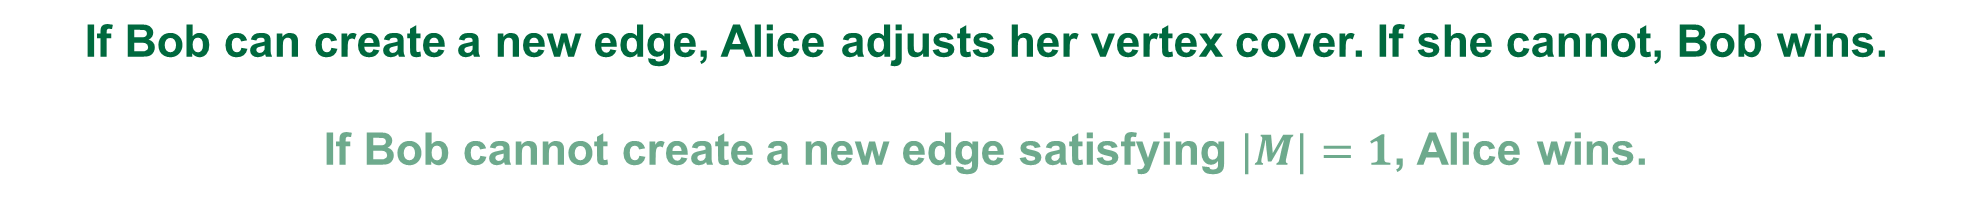 If Bob can create a new edge, Alice adjusts her vertex cover. If she cannot, Bob wins.
If Bob cannot create a new edge satisfying |𝑴| = 𝟏, Alice wins.